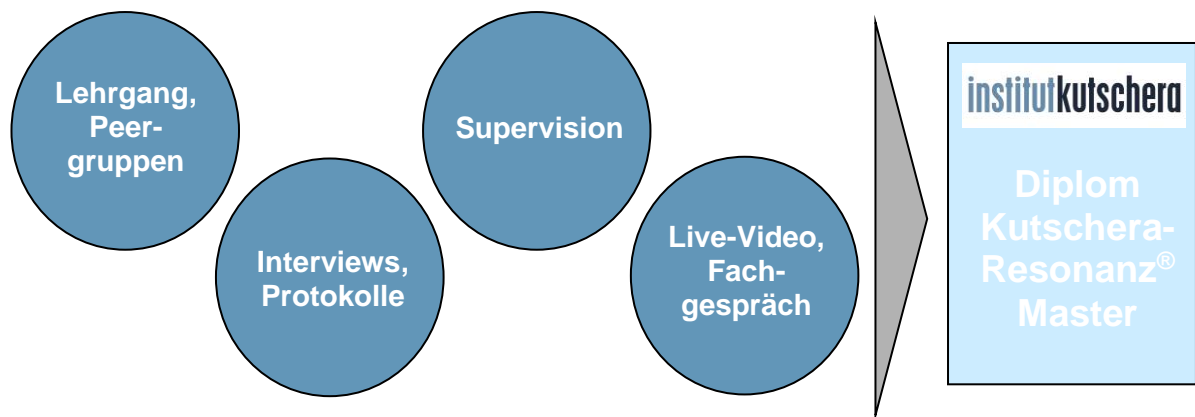 Lehrgang,
Peer-
gruppen
Interviews,
Protokolle
Supervision
Live-Video,
Fach-
gespräch
institutkutschera
Diplom
Kutschera-
Resonanz®
Master